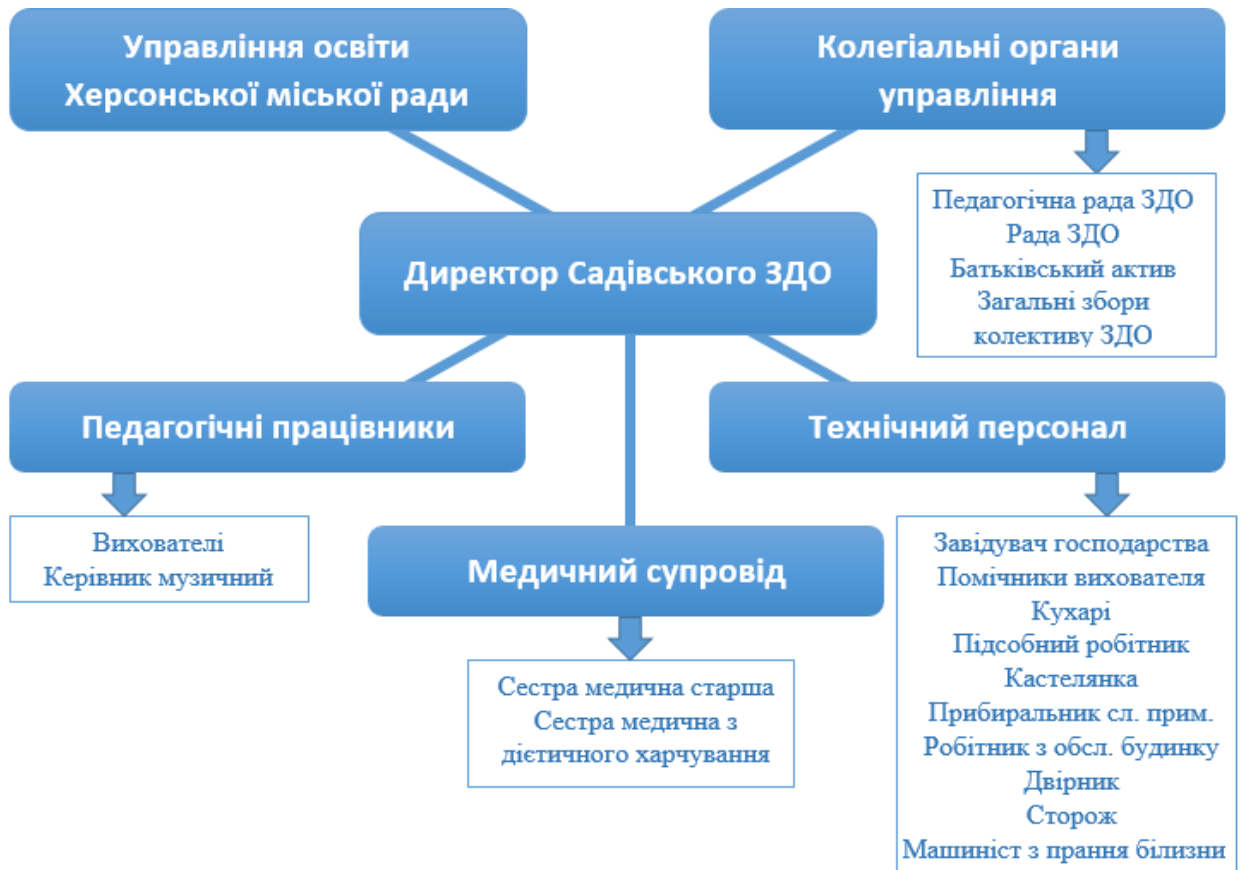 Управління освіти
Херсонської міської ради
Колегіальні органи
управління
Педагогічна рада ЗДО
Рада ЗДО
Батьківський актив
Загальні збори
колективу ЗДО
Директор Садівського ЗДО
Педагогічні працівники
Вихователі
Керівник музичний
Медичний супровід
Сестра медична старша
Сестра медична з
дієтичного харчування
Технічний персонал
Завідувач господарства
Помічники вихователя
Кухарі
Підсобний робітник
Кастелянка
Прибиральник сл. прим.
Робітник з обсл. будинку
Двірник
Сторож
Машиніст з прання білизни